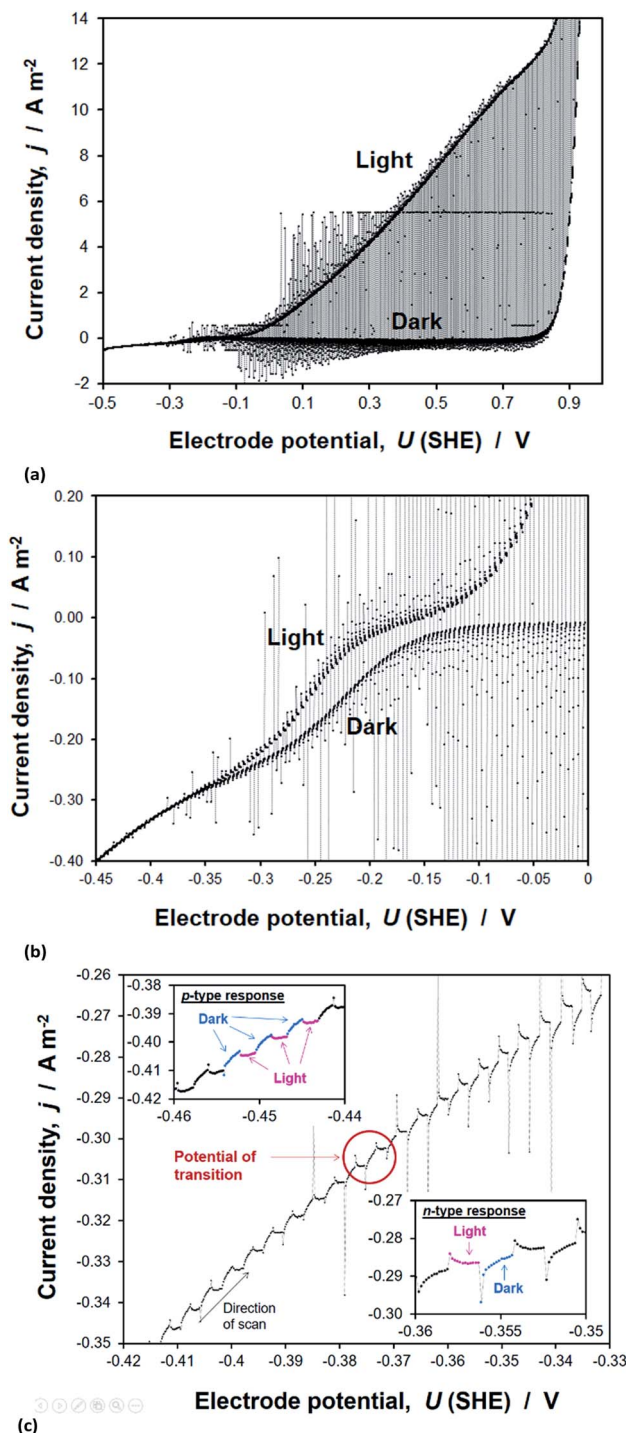 14
12
10
8
6
4
2
0
-2
-0.5 -0.3 -0.1 0.1 0.3 0.5 0.7 0.9
Current density, j / A m-2
Light
Dark
Electrode potential, U (SHE) / V
(a)
0.20
0.10
0.00
-0.10
-0.20
-0.30
-0.40
-0.45 -0.40 -0.35 -0.30 -0.25 -0.20 -0.15 -0.10 -0.05 0
Current density, j / A m-2
Light
Dark
Electrode potential, U (SHE) / V
(b)
-0.26
-0.27
-0.28
-0.29
-0.30
-0.31
-0.32
-0.33
-0.34
-0.35
-0.42 -0.41 -0.4 -0.39 -0.38 -0.37 -0.36 -0.35 -0.34 -0.33
Current density, j / A m-2
p-type response
-0.38
-0.39
-0.40
-0.41
-0.42
Dark
Light
-0.46 -0.45 -0.44
Potential of
transition
Direction
of scan
n-type response
-0.27
-0.28
-0.29
-0.30
Light
Dark
-0.36 -0.355 -0.35
Electrode potential, U (SHE) / V
(c)